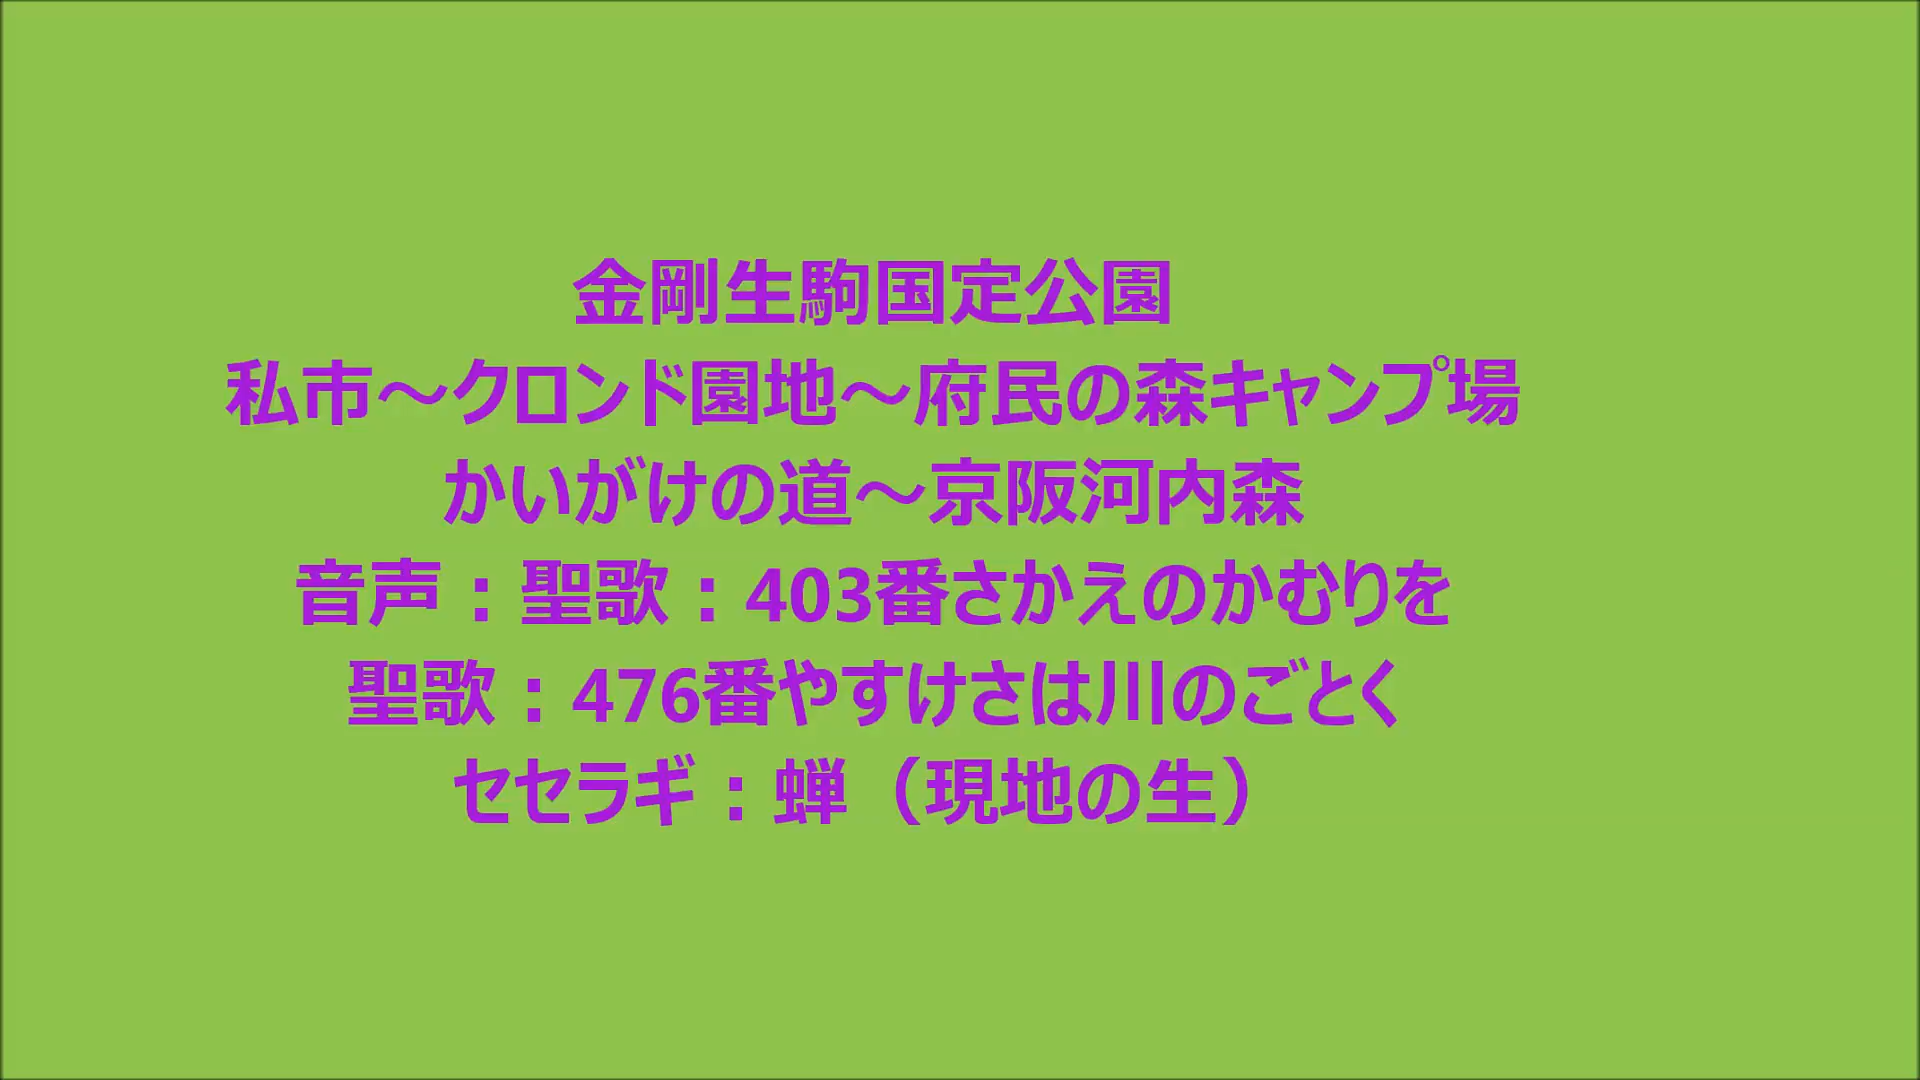 金剛生駒国定公園
私市～クロンド園地～府民の森キャンプ場
かいがけの道～京阪河内森
音声：聖歌：403番さかえのかむりを
聖歌：476番やすけさは川のごとく
セセラギ：蝉（現地の生）